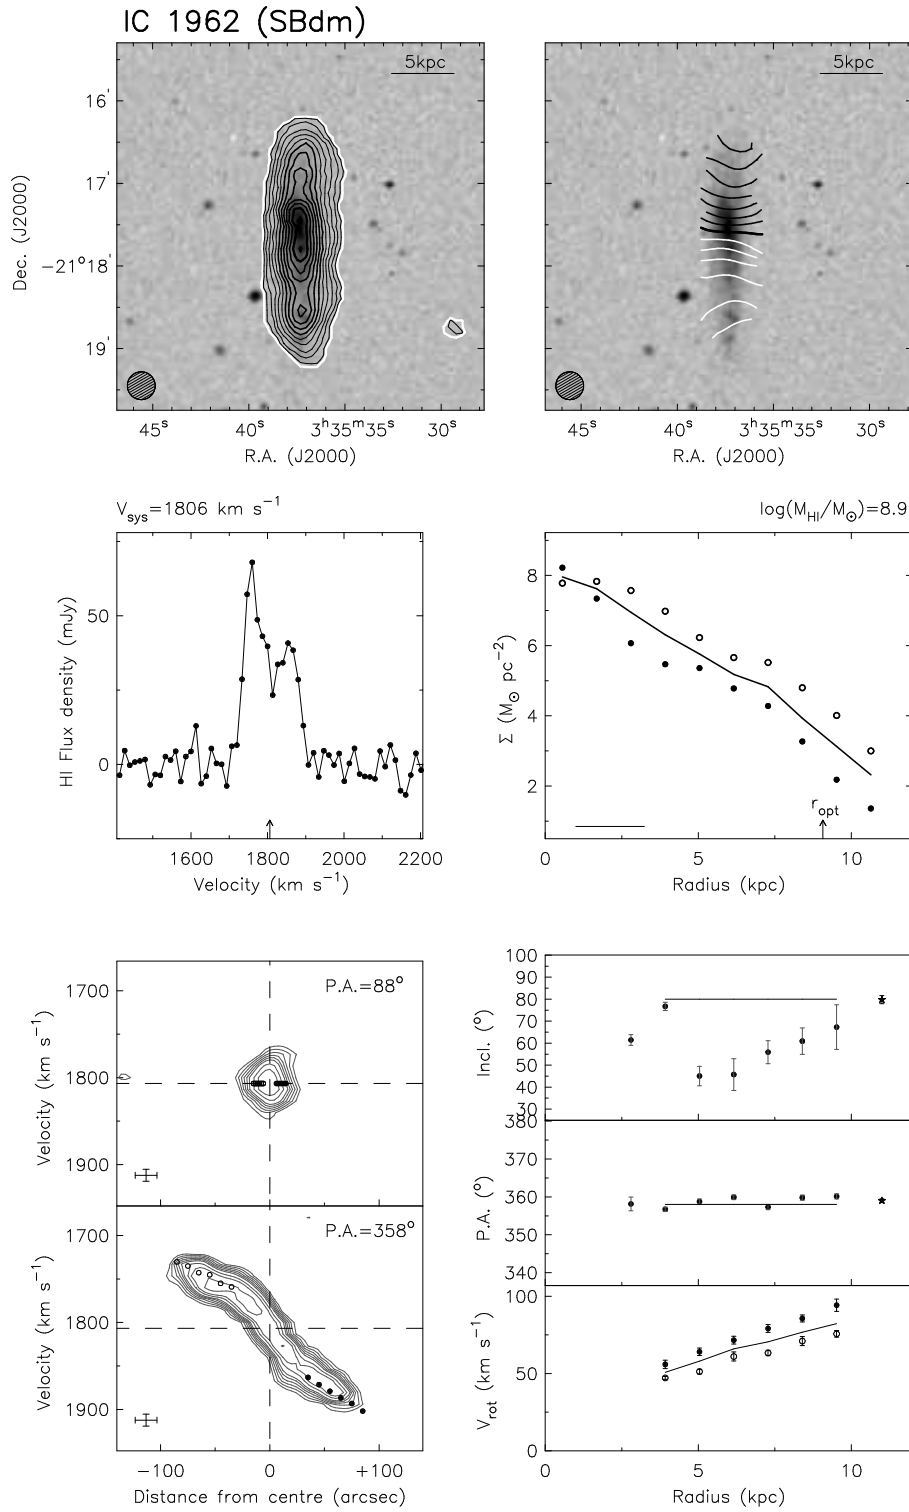 IC 1962 (SBdm)
5kpc
5kpc
16'
17'
−21°18'
19'
Dec. (J2000)
45s 40s 3h35m35s 30s
45s 40s 3h35m35s 30s
R.A. (J2000)
R.A. (J2000)
Vsys=1806 km s−1
log(MHI/M⊙)=8.9
50
0
HI Flux density (mJy)
1600 1800 2000 2200
Velocity (km s−1)
8
6
4
2
Σ (M⊙ pc−2)
ropt
0 5 10
Radius (kpc)
P.A.=88°
1700
1800
1900
Velocity (km s−1)
P.A.=358°
1700
1800
1900
Velocity (km s−1)
−100 0 +100
Distance from centre (arcsec)
100
90
80
70
60
50
40
30
Incl. (°)
380
380
370
360
350
340
P.A. (°)
100
50
0
Vrot (km s−1)
0 5 10
Radius (kpc)